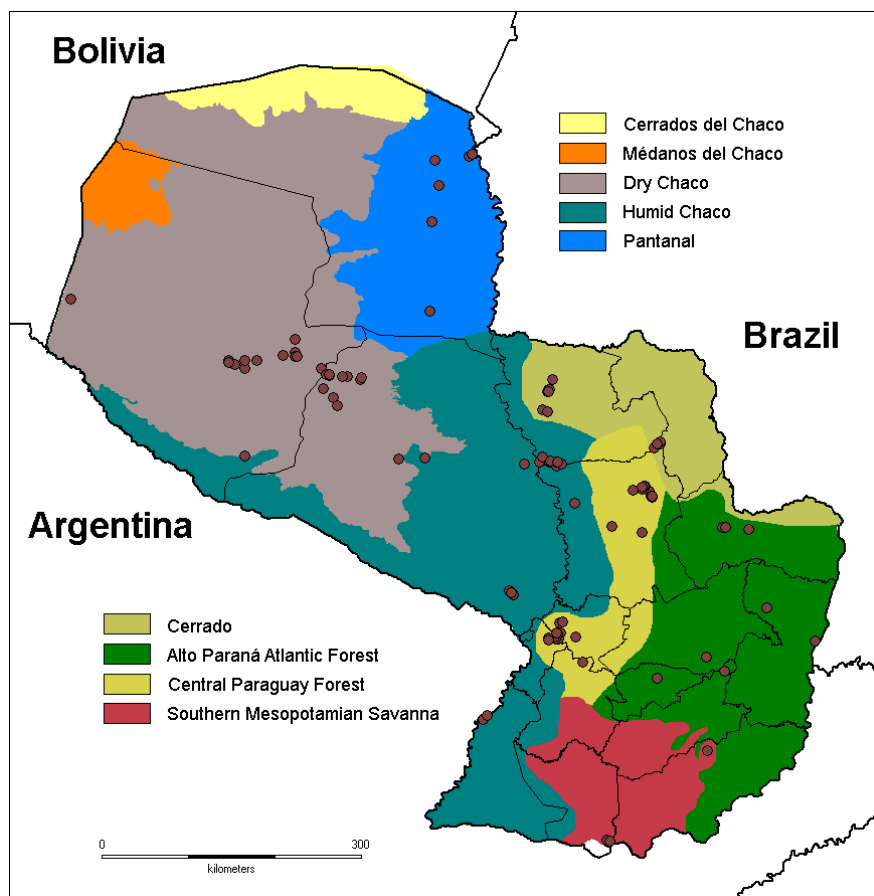 Bolivia
Cerrados del Chaco
Médanos del Chaco
Dry Chaco
Humid Chaco
Pantanal
Brazil
Argentina
Cerrado
Alto Paraná Atlantic Forest
Central Paraguay Forest
Southern Mesopotamian Savanna
0 300
kilometers